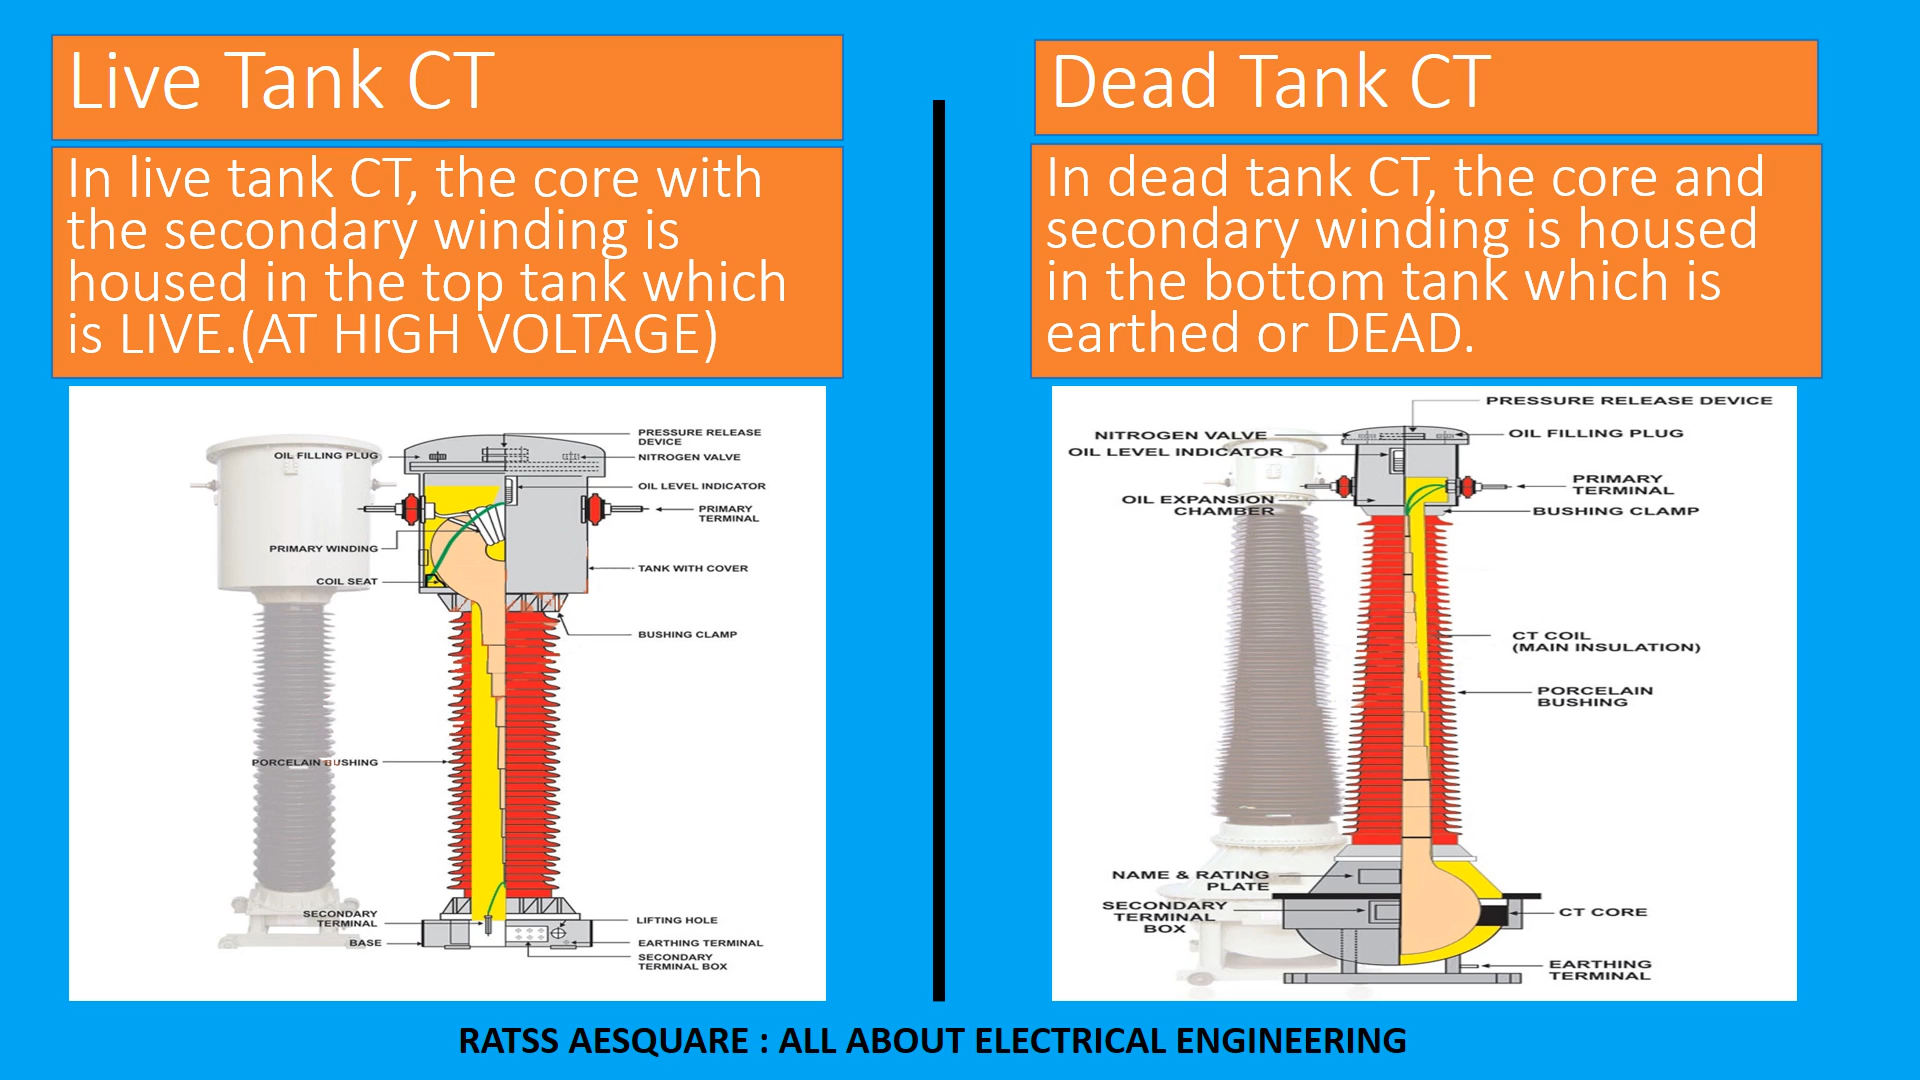 Live Tank CT
In live tank CT, the core with
the secondary winding is
housed in the top tank which
is LIVE.(AT HIGH VOLTAGE)
PRESSURE RELEASE
DEVICE
OIL FILLING PLUG
NITROGEN VALVE
OIL LEVEL INDICATOR
PRIMARY
TERMINAL
PRIMARY WINDING
TANK WITH COVER
COIL SEAT
BUSHING CLAMP
PORCELAIN BUSHING
SECONDARY
TERMINAL
LIFTING HOLE
BASE
EARTHING TERMINAL
SECONDARY
TERMINAL BOX
Dead Tank CT
In dead tank CT, the core and
secondary winding is housed
in the bottom tank which is
earthed or DEAD.
PRESSURE RELEASE DEVICE
NITROGEN VALVE
OIL FILLING PLUG
OIL LEVEL INDICATOR
PRIMARY
TERMINAL
OIL EXPANSION
CHAMBER
BUSHING CLAMP
CT COIL
(MAIN INSULATION)
PORCELAIN
BUSHING
NAME & RATING
PLATE
SECONDARY
TERMINAL
BOX
CT CORE
EARTHING
TERMINAL
RATSS AESQUARE : ALL ABOUT ELECTRICAL ENGINEERING